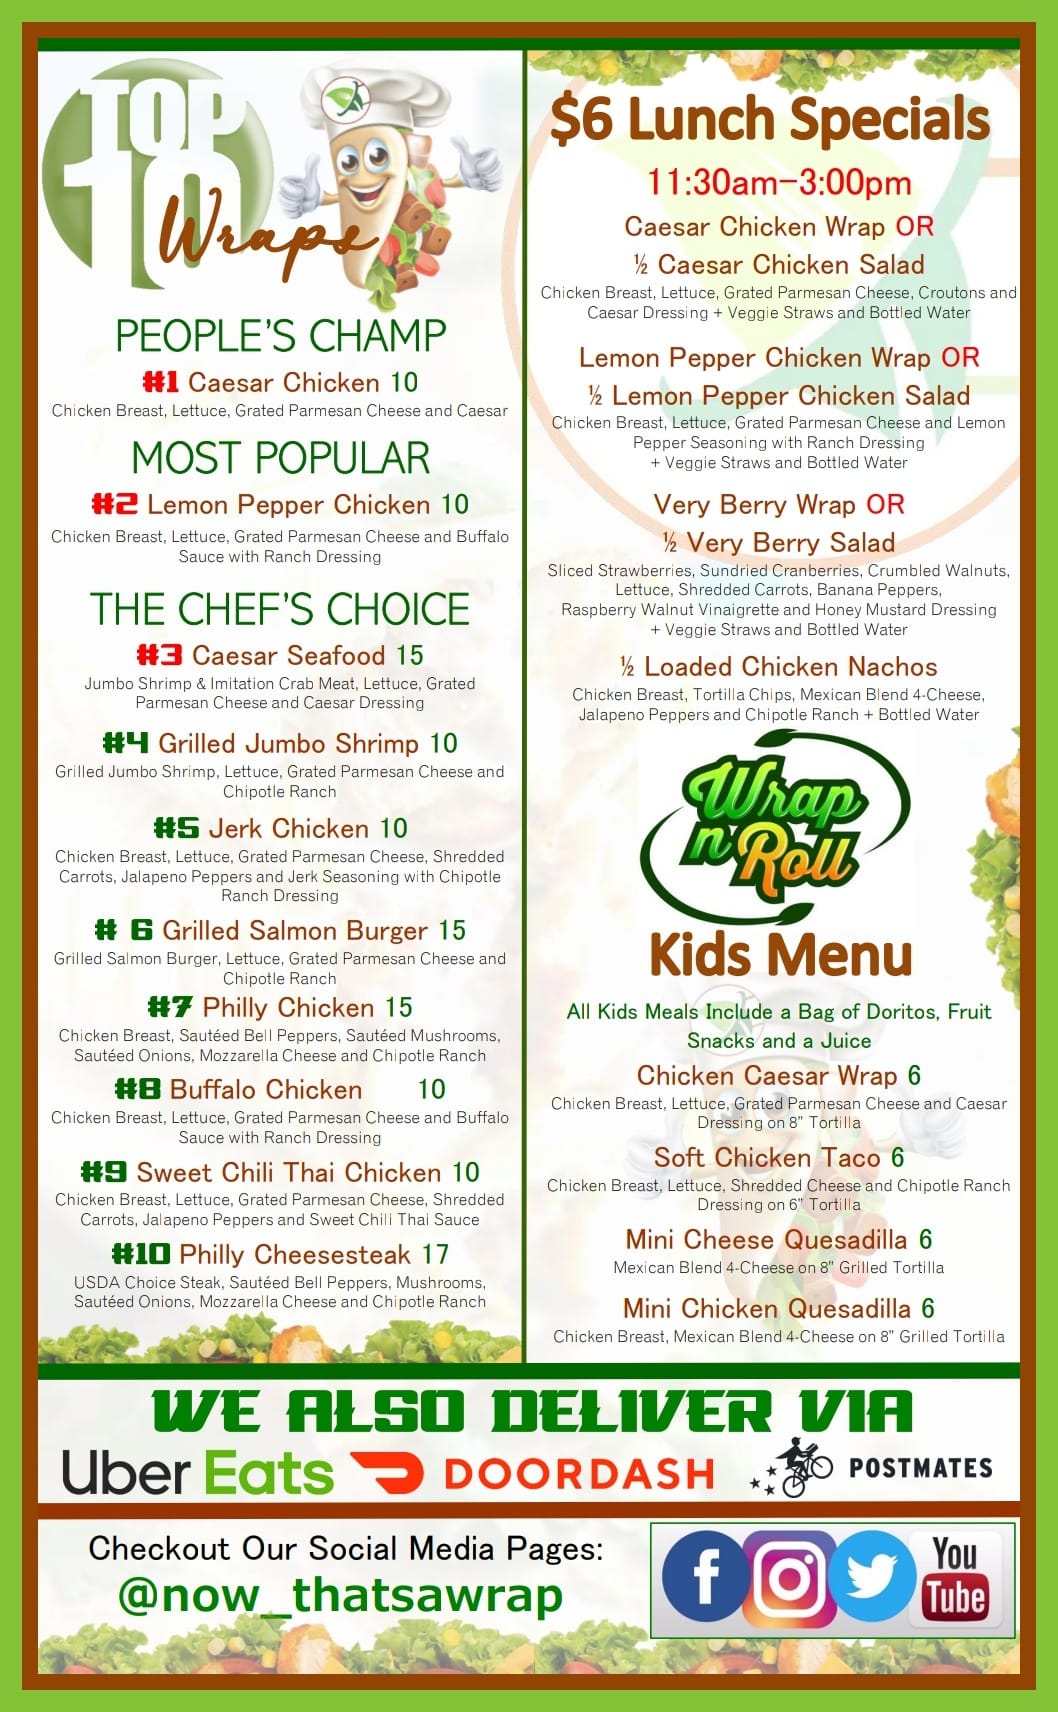 TOP
10
Wraps
PEOPLE'S CHAMP
#1 Caesar Chicken 10
Chicken Breast, Lettuce, Grated Parmesan Cheese and Caesar
MOST POPULAR
#2 Lemon Pepper Chicken 10
Chicken Breast, Lettuce, Grated Parmesan Cheese and Buffalo
Sauce with Ranch Dressing
THE CHEF'S CHOICE
#3 Caesar Seafood 15
Jumbo Shrimp & Imitation Crab Meat, Lettuce, Grated
Parmesan Cheese and Caesar Dressing
#4 Grilled Jumbo Shrimp 10
Grilled Jumbo Shrimp, Lettuce, Grated Parmesan Cheese and
Chipotle Ranch
#5 Jerk Chicken 10
Chicken Breast, Lettuce, Grated Parmesan Cheese, Shredded
Carrots, Jalapeno Peppers and Jerk Seasoning with Chipotle
Ranch Dressing
# 6 Grilled Salmon Burger 15
Grilled Salmon Burger, Lettuce, Grated Parmesan Cheese and
Chipotle Ranch
#7 Philly Chicken 15
Chicken Breast, Sautéed Bell Peppers, Sautéed Mushrooms,
Sautéed Onions, Mozzarella Cheese and Chipotle Ranch
#8 Buffalo Chicken 10
Chicken Breast, Lettuce, Grated Parmesan Cheese and Buffalo
Sauce with Ranch Dressing
#9 Sweet Chili Thai Chicken 10
Chicken Breast, Lettuce, Grated Parmesan Cheese, Shredded
Carrots, Jalapeno Peppers and Sweet Chili Thai Sauce
#10 Philly Cheesesteak 17
USDA Choice Steak, Sautéed Bell Peppers, Mushrooms,
Sautéed Onions, Mozzarella Cheese and Chipotle Ranch
$6 Lunch Specials
11:30am-3:00pm
Caesar Chicken Wrap OR
½ Caesar Chicken Salad
Chicken Breast, Lettuce, Grated Parmesan Cheese, Croutons and
Caesar Dressing + Veggie Straws and Bottled Water
Lemon Pepper Chicken Wrap OR
½ Lemon Pepper Chicken Salad
Chicken Breast, Lettuce, Grated Parmesan Cheese and Lemon
Pepper Seasoning with Ranch Dressing
+ Veggie Straws and Bottled Water
Very Berry Wrap OR
½ Very Berry Salad
Sliced Strawberries, Sundried Cranberries, Crumbled Walnuts,
Lettuce, Shredded Carrots, Banana Peppers,
Raspberry Walnut Vinaigrette and Honey Mustard Dressing
+ Veggie Straws and Bottled Water
½ Loaded Chicken Nachos
Chicken Breast, Tortilla Chips, Mexican Blend 4-Cheese,
Jalapeno Peppers and Chipotle Ranch + Bottled Water
Wrap
n Roll
Kids Menu
All Kids Meals Include a Bag of Doritos, Fruit
Snacks and a Juice
Chicken Caesar Wrap 6
Chicken Breast, Lettuce, Grated Parmesan Cheese and Caesar
Dressing on 8" Tortilla
Soft Chicken Taco 6
Chicken Breast, Lettuce, Shredded Cheese and Chipotle Ranch
Dressing on 6" Tortilla
Mini Cheese Quesadilla 6
Mexican Blend 4-Cheese on 8" Grilled Tortilla
Mini Chicken Quesadilla 6
Chicken Breast, Mexican Blend 4-Cheese on 8" Grilled Tortilla
WE ALSO DELIVER VIA
Uber Eats DOORDASH POSTMATES
Checkout Our Social Media Pages:
@now_thatsawrap
You
Tube